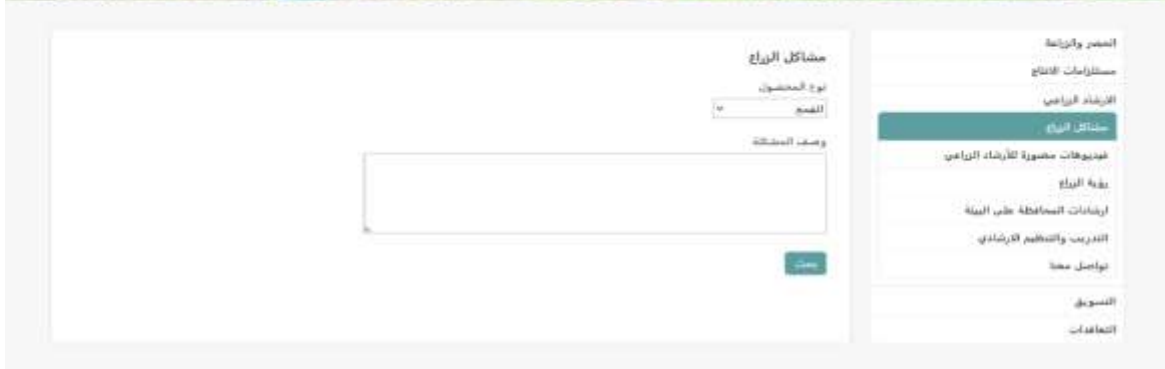 الحصر والزراعة
مستلزمات الانتاج
الارشاد الزراعي
مشاكل الزراع
فيديوهات مصورة للأرشاد الزراعي
رؤية الزراع
ارشادات المحافظة على البيئة
التدريب والتنظيم الارشادي
تواصل معنا
التسويق
التعاقدات
مشاكل الزراع
نوع المحصول
القمح
وصف المشكلة
بحث